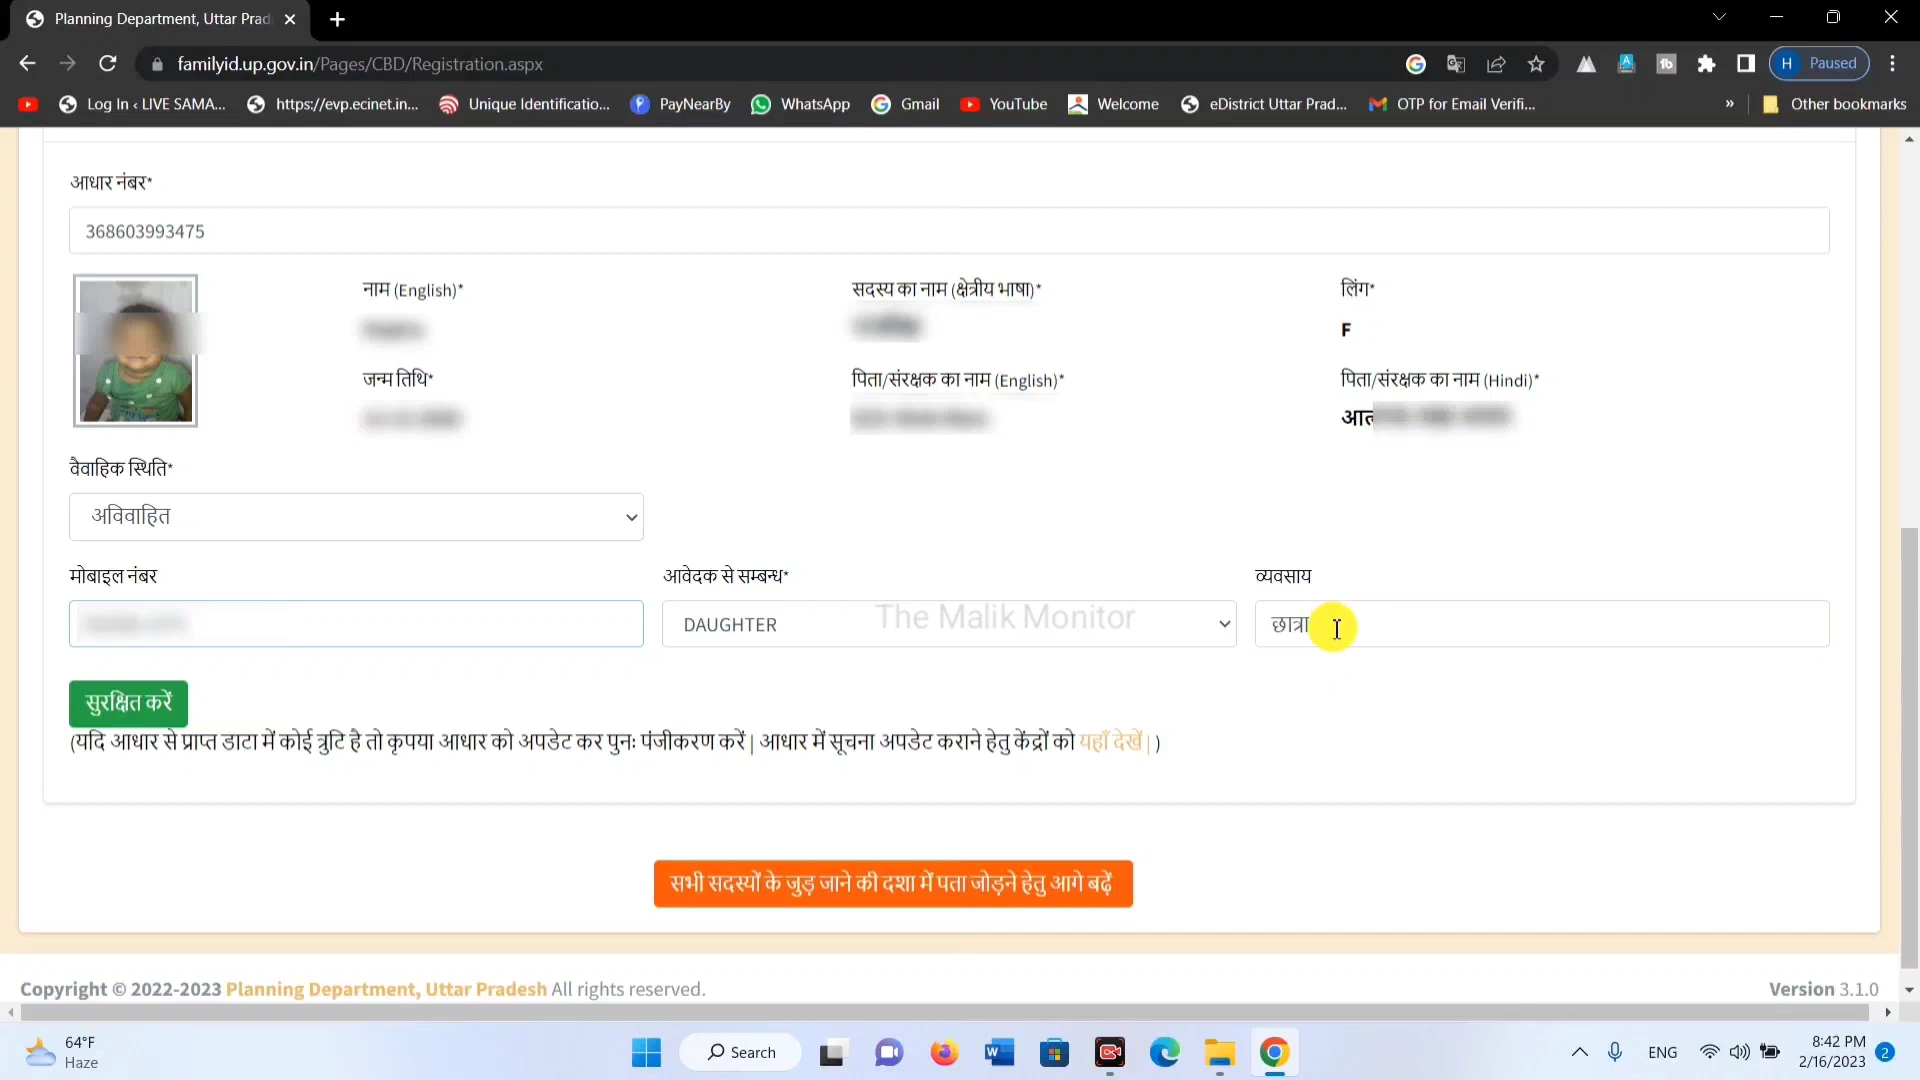 Planning Department, Uttar Prad
familyid.up.gov.in/Pages/CBD/Registration.aspx
H Paused
Log In ‹ LIVE SAMA...
https://evp.ecinet.in...
Unique Identificatio...
PayNearBy
WhatsApp
Gmail
YouTube
Welcome
eDistrict Uttar Prad...
OTP for Email Verifi...
»
Other bookmarks
आधार नंबर*
368603993475
नाम (English)*
सदस्य का नाम (क्षेत्रीय भाषा)*
लिंग*
F
जन्म तिथि*
पिता/संरक्षक का नाम (English)*
पिता/संरक्षक का नाम (Hindi)*
वैवाहिक स्थिति*
अविवाहित
मोबाइल नंबर
आवेदक से सम्बन्ध*
व्यवसाय
DAUGHTER
The Malik Monitor
छात्रा
सुरक्षित करें
(यदि आधार से प्राप्त डाटा में कोई त्रुटि है तो कृपया आधार को अपडेट कर पुनः पंजीकरण करें | आधार में सूचना अपडेट कराने हेतु केंद्रों को यहाँ देखें | )
सभी सदस्यों के जुड़ जाने की दशा में पता जोड़ने हेतु आगे बढ़ें
Copyright © 2022-2023 Planning Department, Uttar Pradesh All rights reserved.
Version 3.1.0
64°F
Haze
Search
ENG
8:42 PM
2/16/2023
2